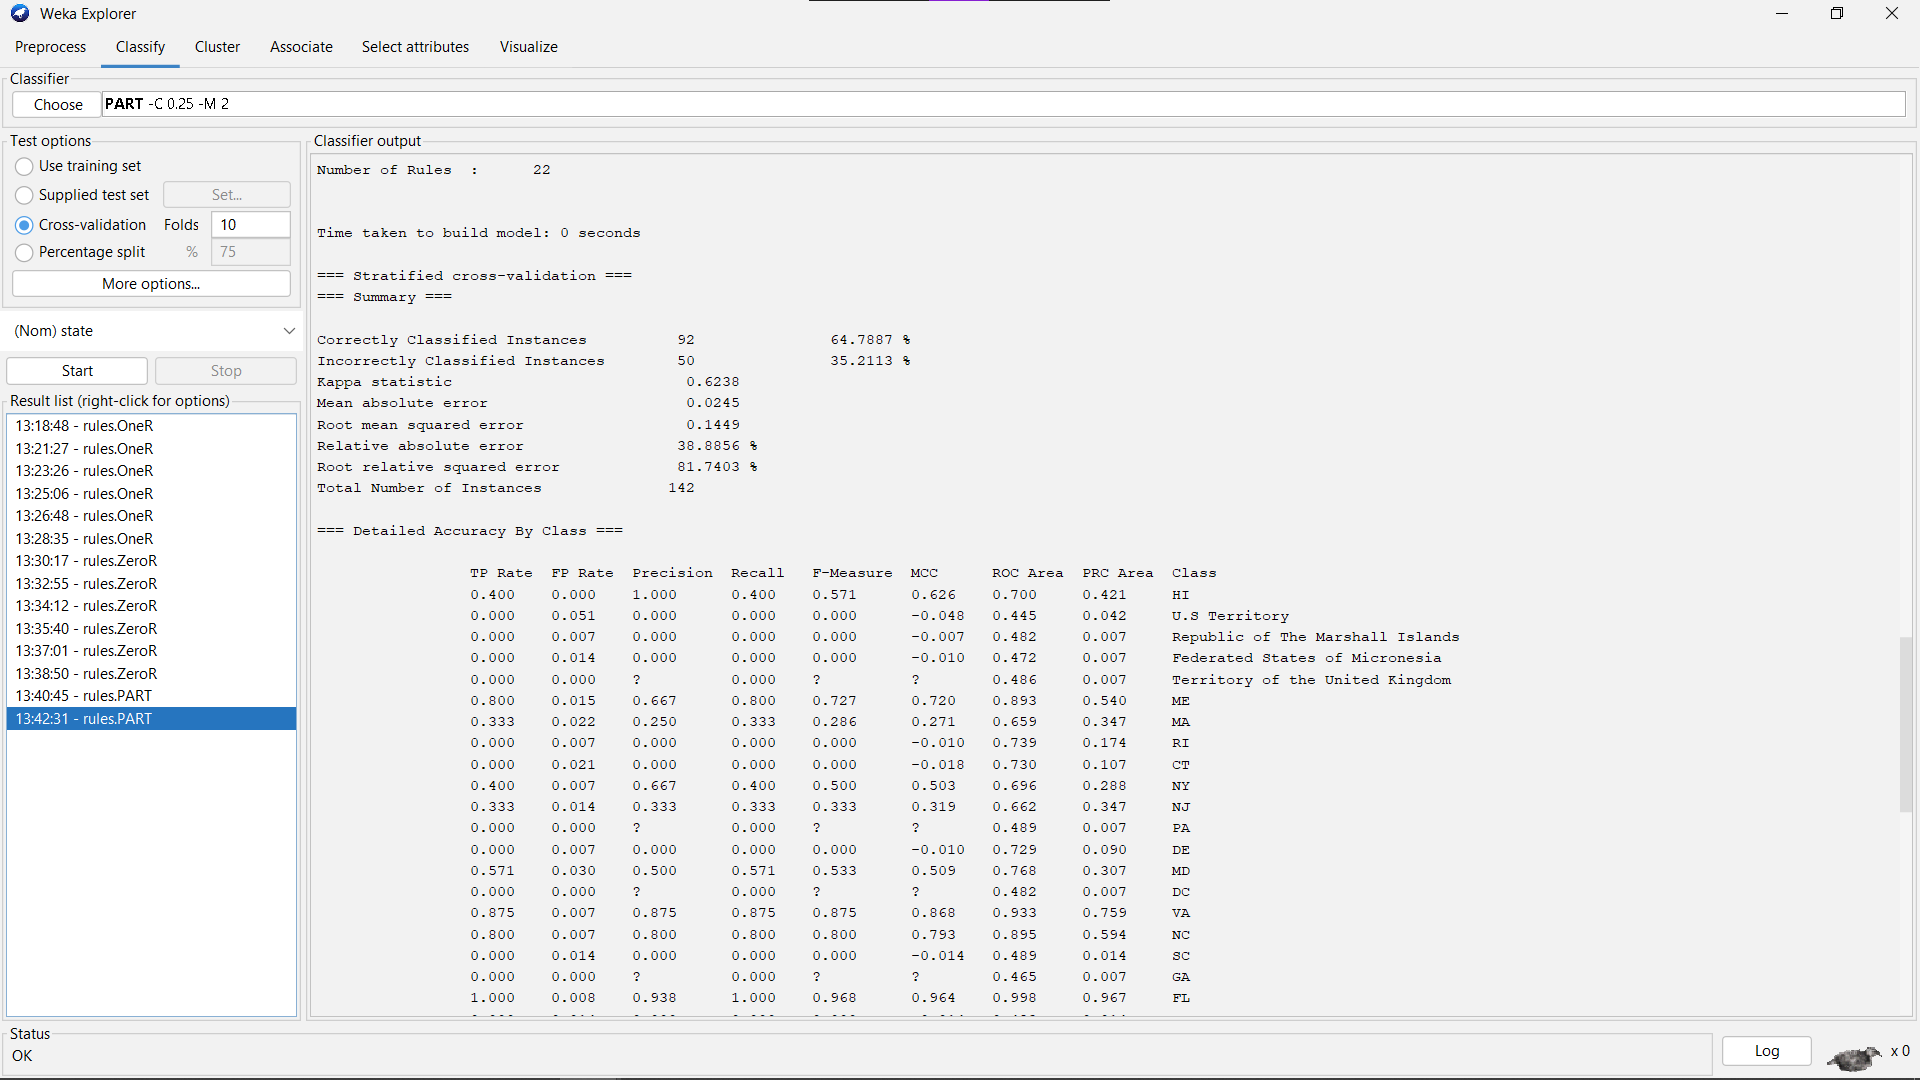 Weka Explorer
Preprocess Classify Cluster Associate Select attributes Visualize
Classifier
Choose PART -C 0.25 -M 2
Test options
Use training set
Supplied test set Set...
Cross-validation Folds 10
Percentage split % 75
More options...
(Nom) state
Start Stop
Result list (right-click for options)
13:18:48 - rules.OneR
13:21:27 - rules.OneR
13:23:26 - rules.OneR
13:25:06 - rules.OneR
13:26:48 - rules.OneR
13:28:35 - rules.OneR
13:30:17 - rules.ZeroR
13:32:55 - rules.ZeroR
13:34:12 - rules.ZeroR
13:35:40 - rules.ZeroR
13:37:01 - rules.ZeroR
13:38:50 - rules.ZeroR
13:40:45 - rules.PART
13:42:31 - rules.PART
Classifier output
Number of Rules : 22
Time taken to build model: 0 seconds
=== Stratified cross-validation ===
=== Summary ===
Correctly Classified Instances 92 64.7887 %
Incorrectly Classified Instances 50 35.2113 %
Kappa statistic 0.6238
Mean absolute error 0.0245
Root mean squared error 0.1449
Relative absolute error 38.8856 %
Root relative squared error 81.7403 %
Total Number of Instances 142
=== Detailed Accuracy By Class ===
TP Rate FP Rate Precision Recall F-Measure MCC ROC Area PRC Area Class
0.400 0.000 1.000 0.400 0.571 0.626 0.700 0.421 HI
0.000 0.051 0.000 0.000 0.000 -0.048 0.445 0.042 U.S Territory
0.000 0.007 0.000 0.000 0.000 -0.007 0.482 0.007 Republic of The Marshall Islands
0.000 0.014 0.000 0.000 0.000 -0.010 0.472 0.007 Federated States of Micronesia
0.000 0.000 ? 0.000 ? ? 0.486 0.007 Territory of the United Kingdom
0.800 0.015 0.667 0.800 0.727 0.720 0.893 0.540 ME
0.333 0.022 0.250 0.333 0.286 0.271 0.659 0.347 MA
0.000 0.007 0.000 0.000 0.000 -0.010 0.739 0.174 RI
0.000 0.021 0.000 0.000 0.000 -0.018 0.730 0.107 CT
0.400 0.007 0.667 0.400 0.500 0.503 0.696 0.288 NY
0.333 0.014 0.333 0.333 0.333 0.319 0.662 0.347 NJ
0.000 0.000 ? 0.000 ? ? 0.489 0.007 PA
0.000 0.007 0.000 0.000 0.000 -0.010 0.729 0.090 DE
0.571 0.030 0.500 0.571 0.533 0.509 0.768 0.307 MD
0.000 0.000 ? 0.000 ? ? 0.482 0.007 DC
0.875 0.007 0.875 0.875 0.875 0.868 0.933 0.759 VA
0.800 0.007 0.800 0.800 0.800 0.793 0.895 0.594 NC
0.000 0.014 0.000 0.000 0.000 -0.014 0.489 0.014 SC
0.000 0.000 ? 0.000 ? ? 0.465 0.007 GA
1.000 0.008 0.938 1.000 0.968 0.964 0.998 0.967 FL
Status
OK
Log x 0